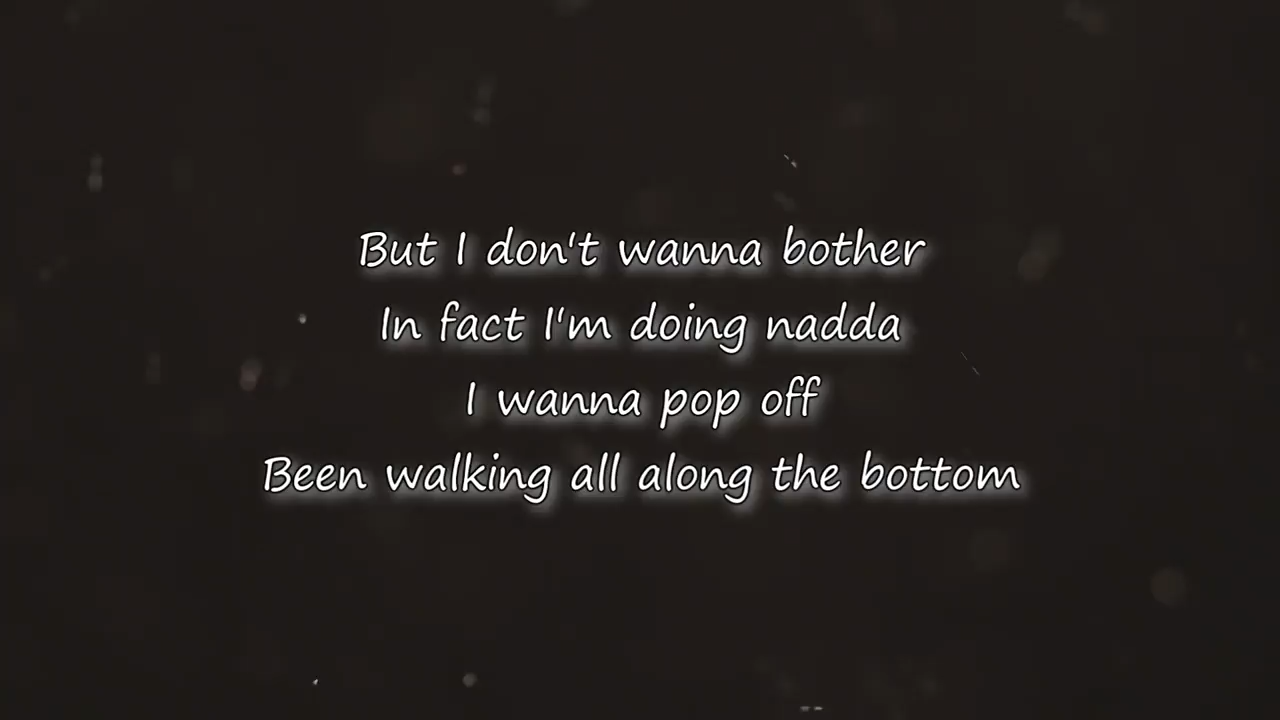 But I don't wanna bother
In fact I'm doing nadda
I wanna pop off
Been walking all along the bottom